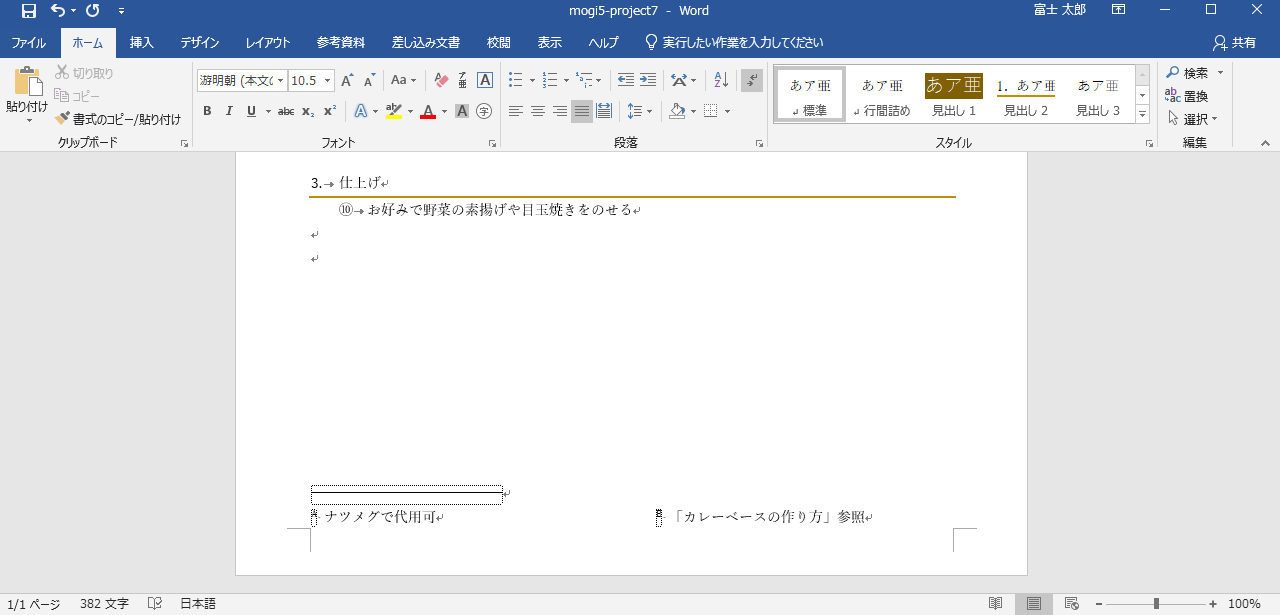 mogi5-project7 - Word
富士 太郎
ファイル ホーム 挿入 デザイン レイアウト 参考資料 差し込み文書 校閲 表示 ヘルプ 実行したい作業を入力してください 共有
貼り付け
切り取り
コピー
書式のコピー/貼り付け
クリップボード
游明朝 (本文の 10.5 A A Aa A
B I U abc x₂ x² A ab A A 字
フォント
段落
あア亜 あア亜 あア亜 1. あア亜 あア亜
標準 行間詰め 見出し 1 見出し 2 見出し 3
スタイル
検索
置換
選択
編集
3.→ 仕上げ
⑩→ お好みで野菜の素揚げや目玉焼きをのせる
ナツメグで代用可 「カレーベースの作り方」参照
1/1 ページ 382 文字 日本語 100%